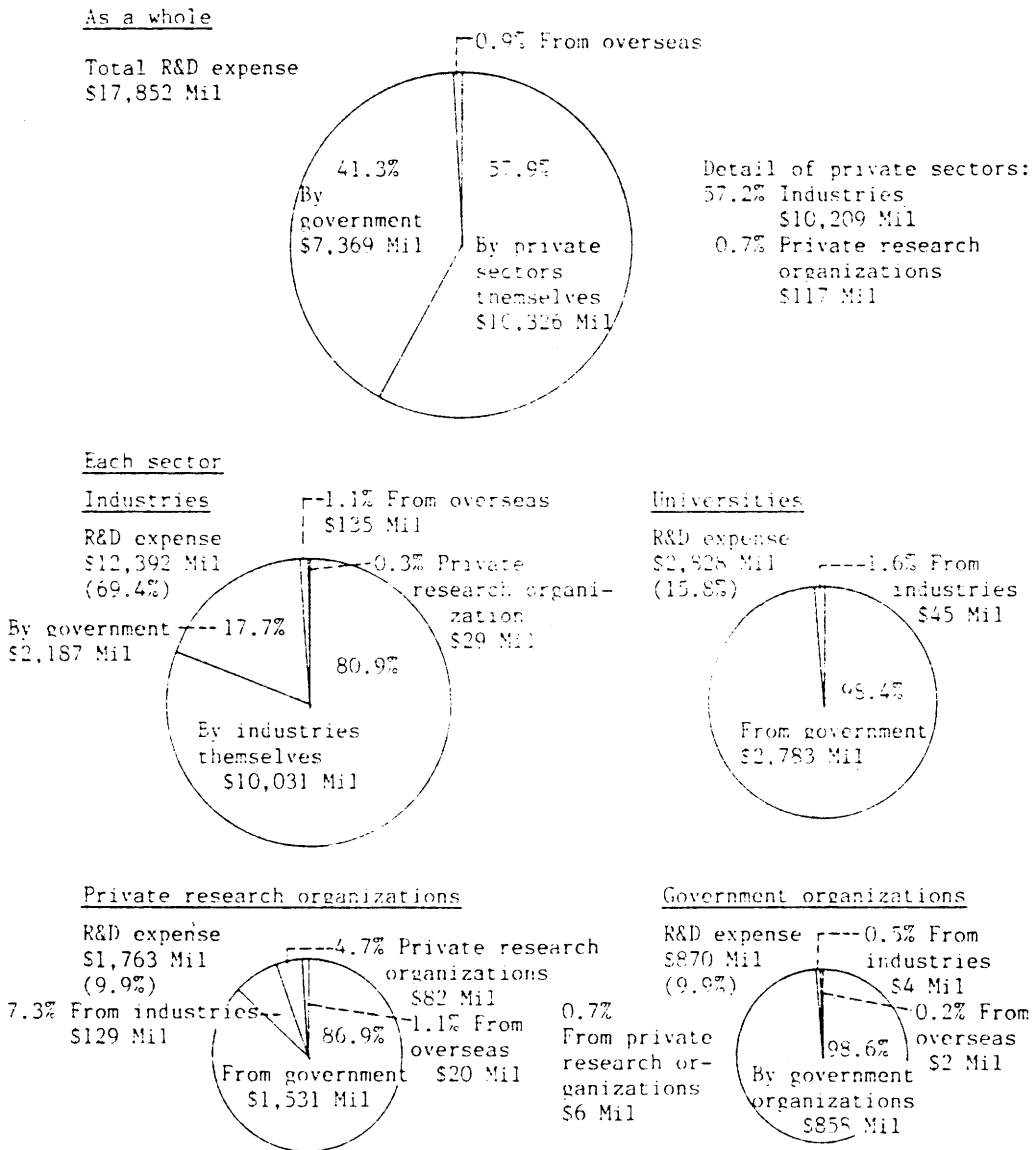 As a whole
Total R&D expense
$17,852 Mil
0.9% From overseas
41.3%
By
government
$7,369 Mil
57.9%
By private
sectors
themselves
$10,326 Mil
Detail of private sectors:
57.2% Industries
$10,209 Mil
0.7% Private research
organizations
$117 Mil
Each sector
Industries
R&D expense
$12,392 Mil
(69.4%)
1.1% From overseas
$135 Mil
0.3% Private
research organi-
zation
$29 Mil
By government
$2,187 Mil
17.7%
80.9%
By industries
themselves
$10,031 Mil
Universities
R&D expense
$2,828 Mil
(15.8%)
1.6% From
industries
$45 Mil
98.4%
From government
$2,783 Mil
Private research organizations
R&D expense
$1,763 Mil
(9.9%)
4.7% Private research
organizations
$82 Mil
7.3% From industries
$129 Mil
1.1% From
overseas
$20 Mil
86.9%
From government
$1,531 Mil
Government organizations
R&D expense
$870 Mil
(9.9%)
0.5% From
industries
$4 Mil
0.2% From
overseas
$2 Mil
0.7%
From private
research or-
ganizations
$6 Mil
98.6%
By government
organizations
$858 Mil